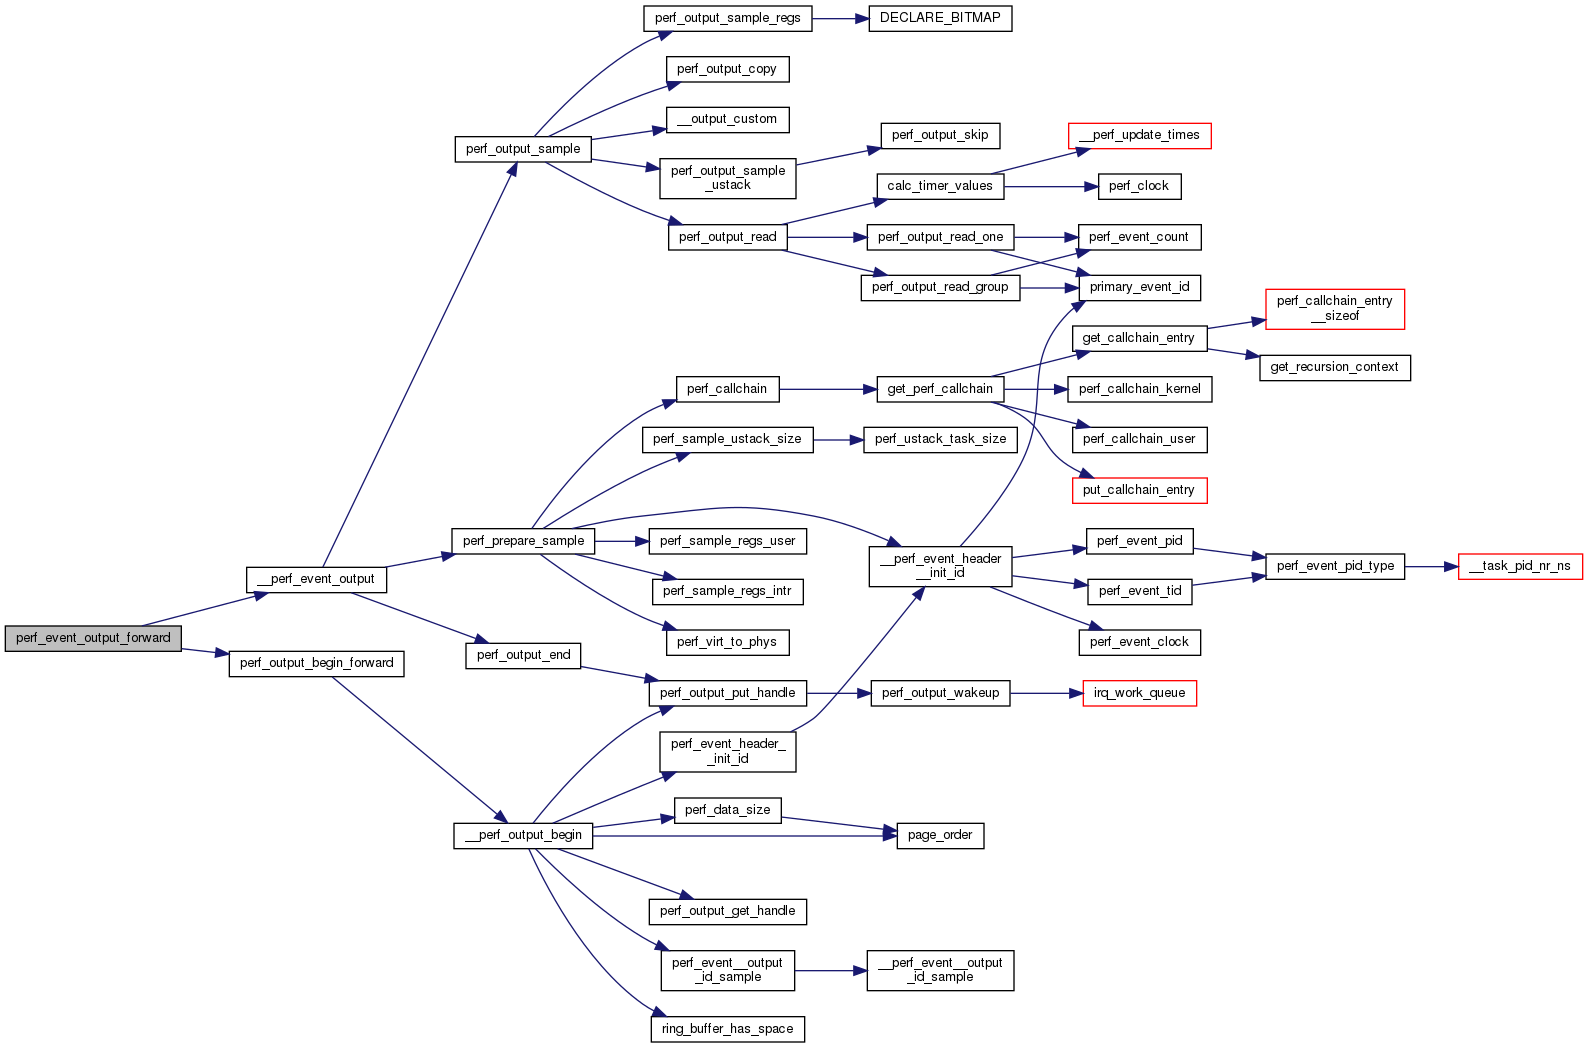 perf_output_sample_regs
DECLARE_BITMAP
perf_output_copy
__output_custom
perf_output_skip
__perf_update_times
perf_output_sample
perf_output_sample
_ustack
calc_timer_values
perf_clock
perf_output_read
perf_output_read_one
perf_event_count
perf_output_read_group
primary_event_id
perf_callchain_entry
__sizeof
get_callchain_entry
get_recursion_context
perf_callchain
get_perf_callchain
perf_callchain_kernel
perf_sample_ustack_size
perf_ustack_task_size
perf_callchain_user
put_callchain_entry
perf_prepare_sample
perf_sample_regs_user
__perf_event_header
__init_id
perf_event_pid
perf_event_pid_type
__task_pid_nr_ns
__perf_event_output
perf_sample_regs_intr
perf_event_tid
perf_event_output_forward
perf_output_begin_forward
perf_output_end
perf_virt_to_phys
perf_event_clock
perf_output_put_handle
perf_output_wakeup
irq_work_queue
perf_event_header_
_init_id
perf_data_size
__perf_output_begin
page_order
perf_output_get_handle
perf_event__output
_id_sample
__perf_event__output
_id_sample
ring_buffer_has_space